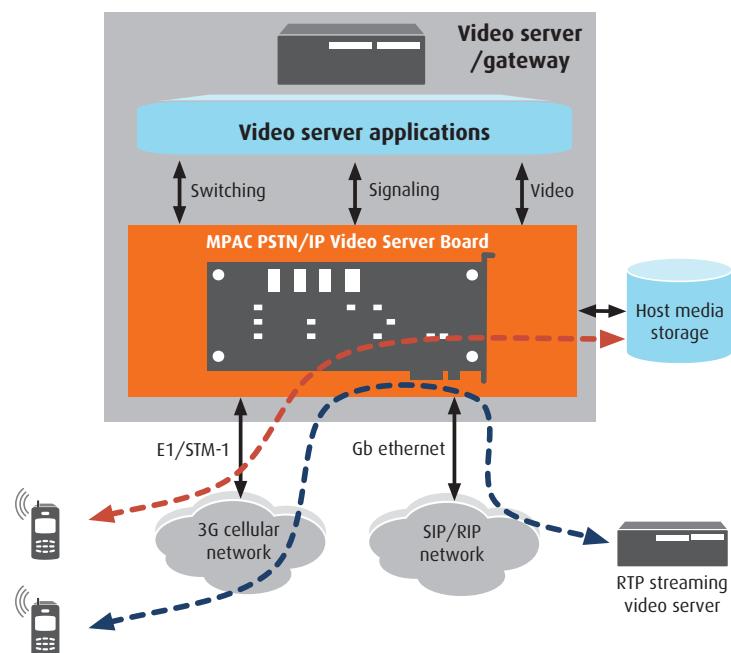 Video server
/gateway
Video server applications
Switching
Signaling
Video
MPAC PSTN/IP Video Server Board
Host media
storage
E1/STM-1
Gb ethernet
3G cellular
network
SIP/RIP
network
RTP streaming
video server